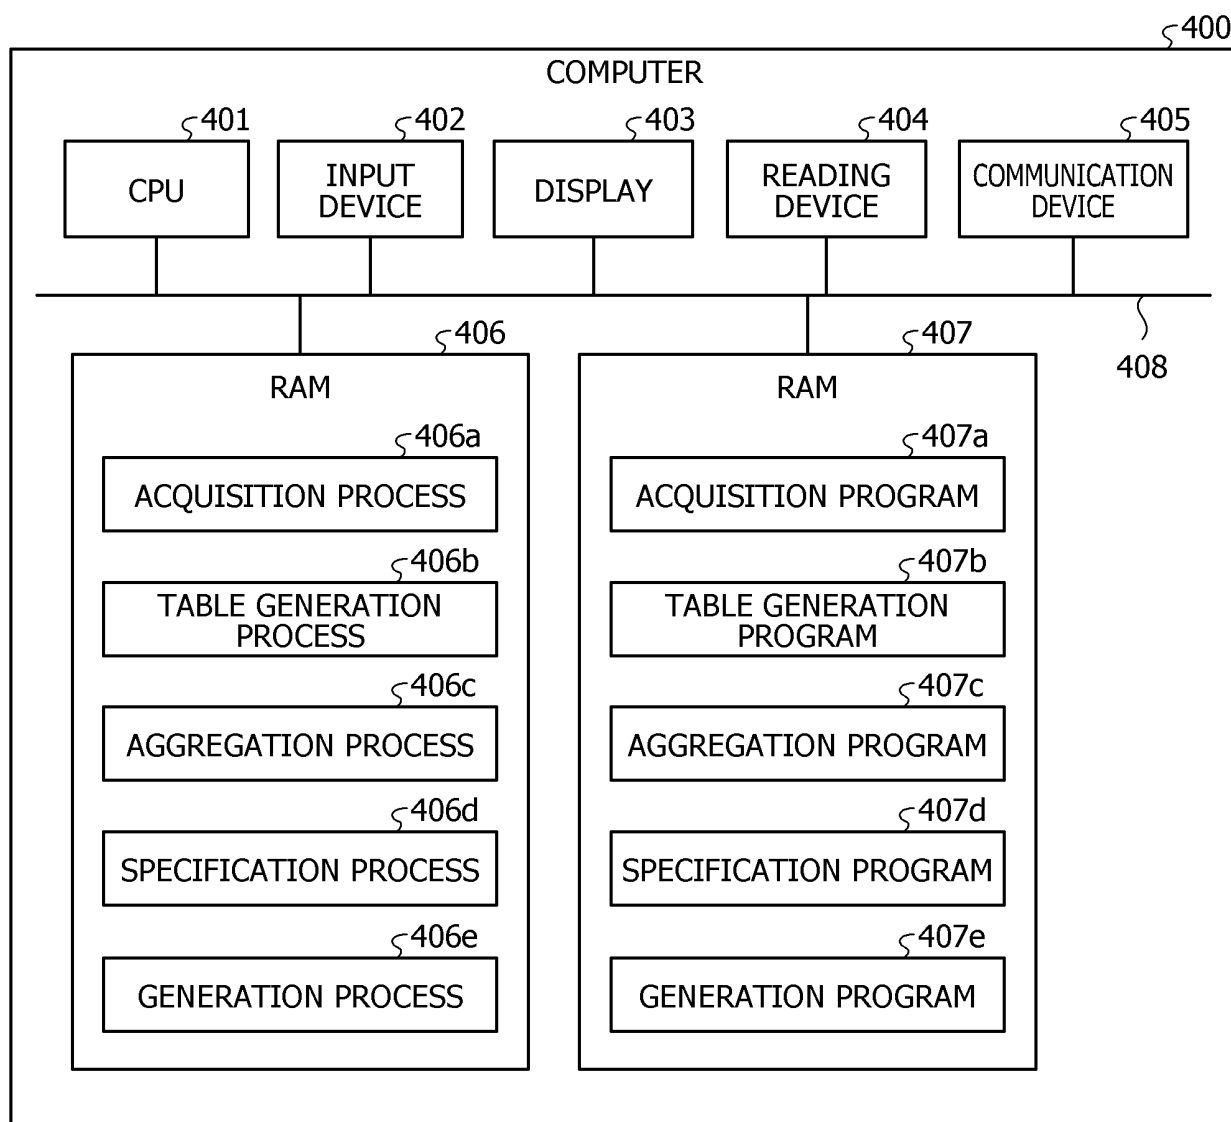 400
COMPUTER
401
402
403
404
405
CPU
INPUT
DEVICE
DISPLAY
READING
DEVICE
COMMUNICATION
DEVICE
406
407
408
RAM
RAM
406a
407a
ACQUISITION PROCESS
ACQUISITION PROGRAM
406b
407b
TABLE GENERATION
PROCESS
TABLE GENERATION
PROGRAM
406c
407c
AGGREGATION PROCESS
AGGREGATION PROGRAM
406d
407d
SPECIFICATION PROCESS
SPECIFICATION PROGRAM
406e
407e
GENERATION PROCESS
GENERATION PROGRAM